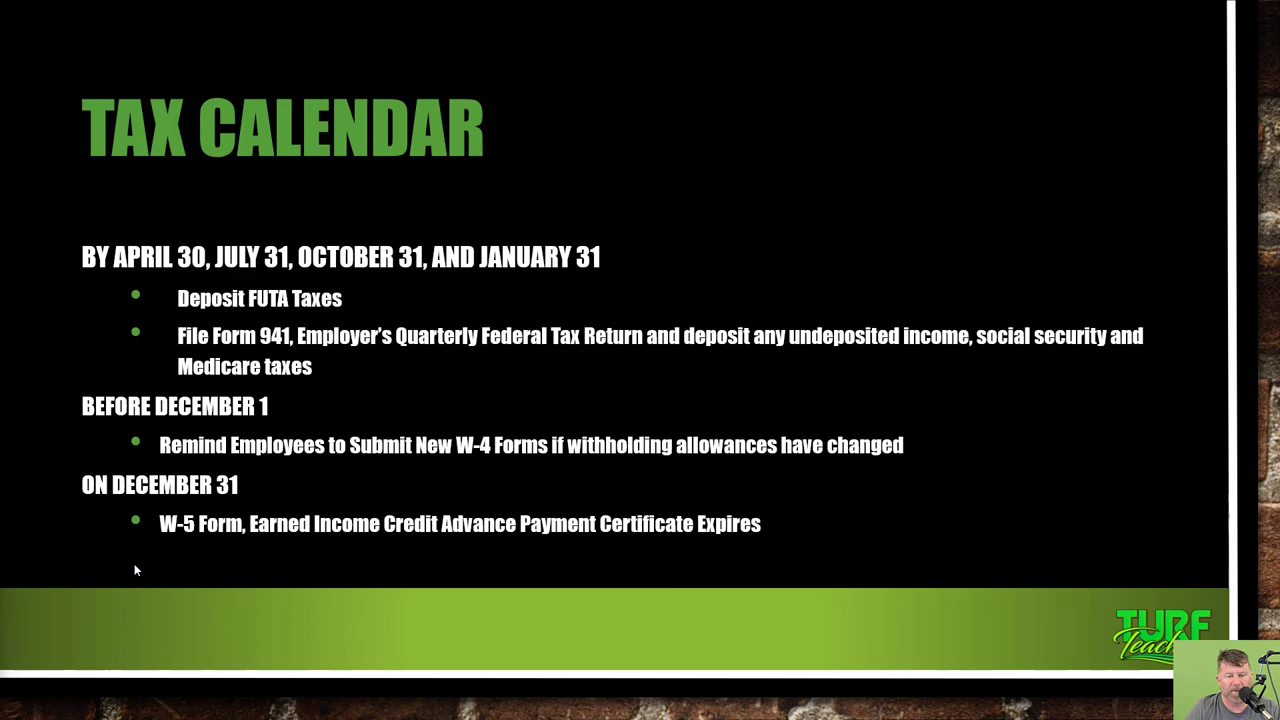 TAX CALENDAR
BY APRIL 30, JULY 31, OCTOBER 31, AND JANUARY 31
Deposit FUTA Taxes
File Form 941, Employer's Quarterly Federal Tax Return and deposit any undeposited income, social security and
Medicare taxes
BEFORE DECEMBER 1
Remind Employees to Submit New W-4 Forms if withholding allowances have changed
ON DECEMBER 31
W-5 Form, Earned Income Credit Advance Payment Certificate Expires
TURF